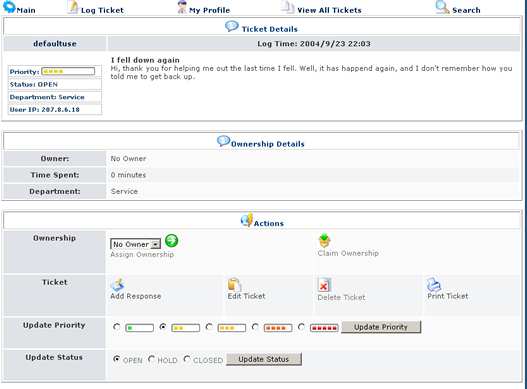 Main Log Ticket My Profile View All Tickets Search
Ticket Details
defaultuse Log Time: 2004/9/23 22:03
I fell down again
Hi, thank you for helping me out the last time I fell. Well, it has happend again, and I don't remember how you
told me to get back up.
Priority:
Status: OPEN
Department: Service
User IP: 207.8.6.18
Ownership Details
Owner: No Owner
Time Spent: 0 minutes
Department: Service
Actions
Ownership No Owner
Assign Ownership Claim Ownership
Ticket
Add Response Edit Ticket Delete Ticket Print Ticket
Update Priority Update Priority
Update Status OPEN HOLD CLOSED Update Status